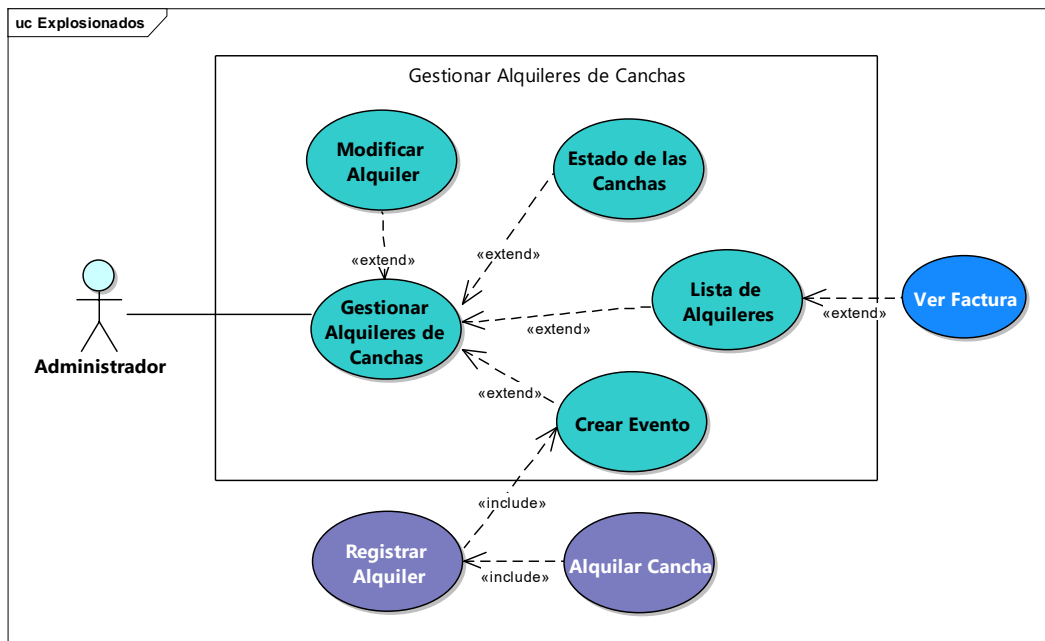 uc Explosionados
Gestionar Alquileres de Canchas
Modificar
Alquiler
Estado de las
Canchas
«extend»
«extend»
Lista de
Alquileres
Ver Factura
«extend»
Gestionar
Alquileres de
Canchas
«extend»
Administrador
«extend»
Crear Evento
«include»
Registrar
Alquiler
«include»
Alquilar Cancha